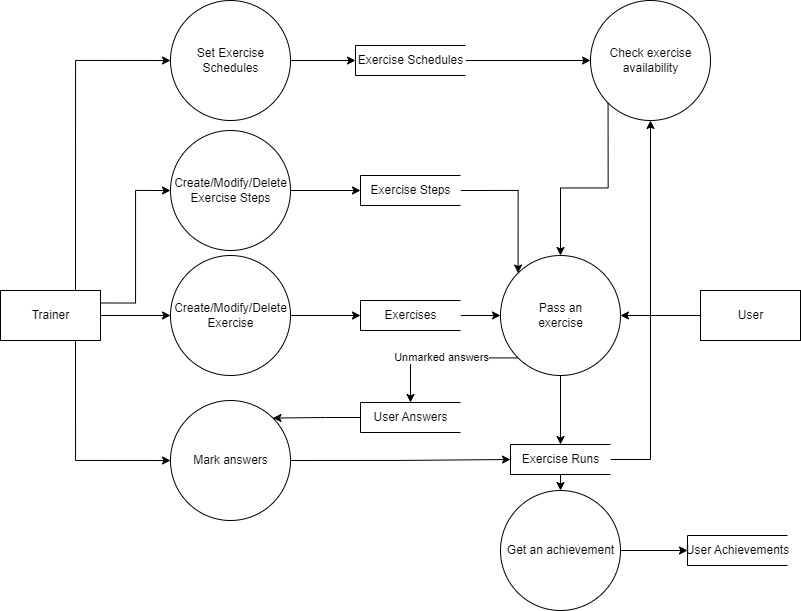 Set Exercise
Schedules
Exercise Schedules
Check exercise
availability
Create/Modify/Delete
Exercise Steps
Exercise Steps
Trainer
Create/Modify/Delete
Exercise
Exercises
Pass an
exercise
User
Unmarked answers
User Answers
Mark answers
Exercise Runs
Get an achievement
User Achievements